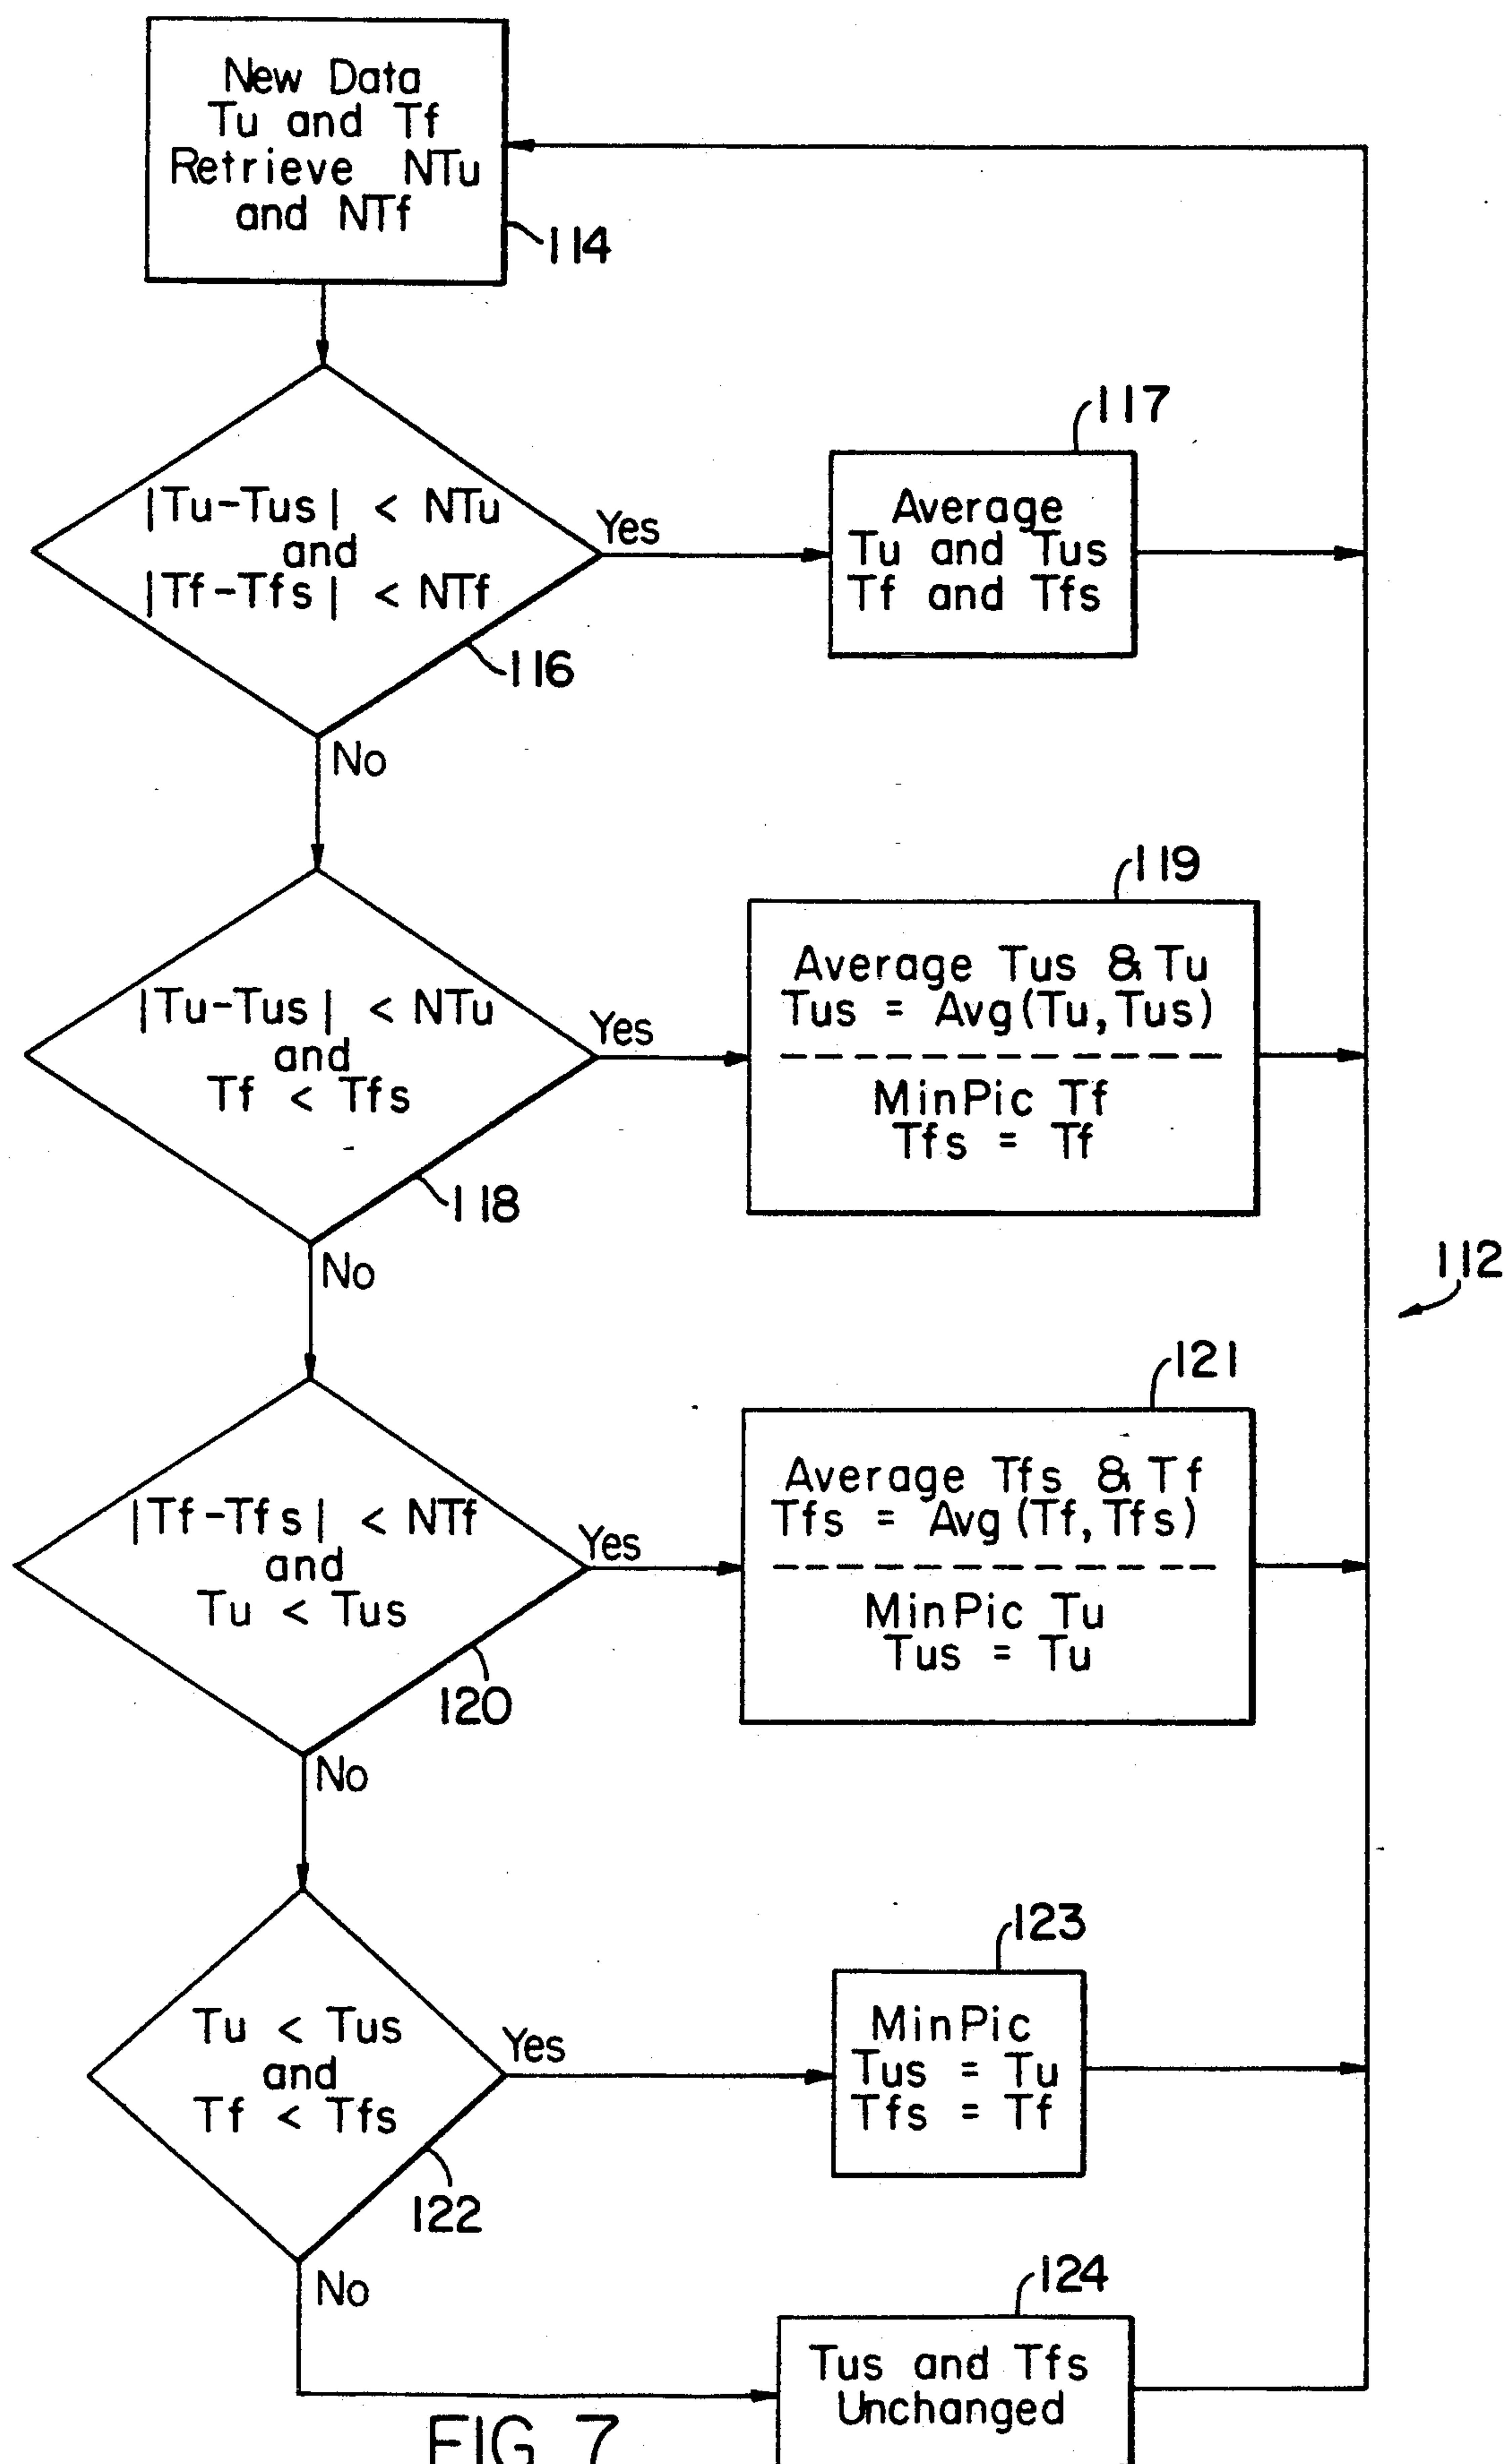 New Data
Tu and Tf
Retrieve NTu
and NTf
114
|Tu-Tus| < NTu
and
|Tf-Tfs| < NTf
116
Yes
No
117
Average
Tu and Tus
Tf and Tfs
|Tu-Tus| < NTu
and
Tf < Tfs
118
Yes
No
119
Average Tus & Tu
Tus = Avg(Tu,Tus)
MinPic Tf
Tfs = Tf
112
|Tf-Tfs| < NTf
and
Tu < Tus
120
Yes
No
121
Average Tfs & Tf
Tfs = Avg(Tf,Tfs)
MinPic Tu
Tus = Tu
Tu < Tus
and
Tf < Tfs
122
Yes
No
123
MinPic
Tus = Tu
Tfs = Tf
124
Tus and Tfs
Unchanged
FIG 7